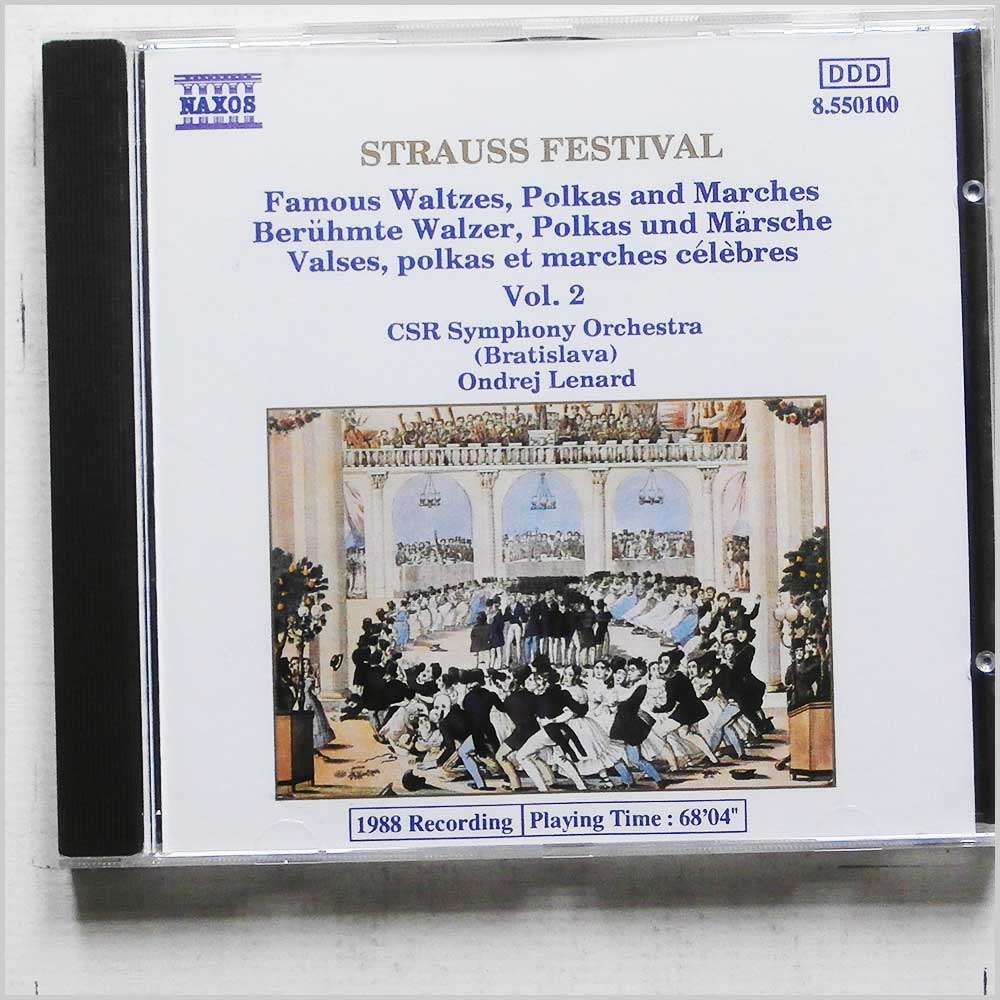 NAXOS
DDD
8.550100
STRAUSS FESTIVAL
Famous Waltzes, Polkas and Marches
Berühmte Walzer, Polkas und Märsche
Valses, polkas et marches célèbres
Vol. 2
CSR Symphony Orchestra
(Bratislava)
Ondrej Lenard
1988 Recording
Playing Time : 68'04"